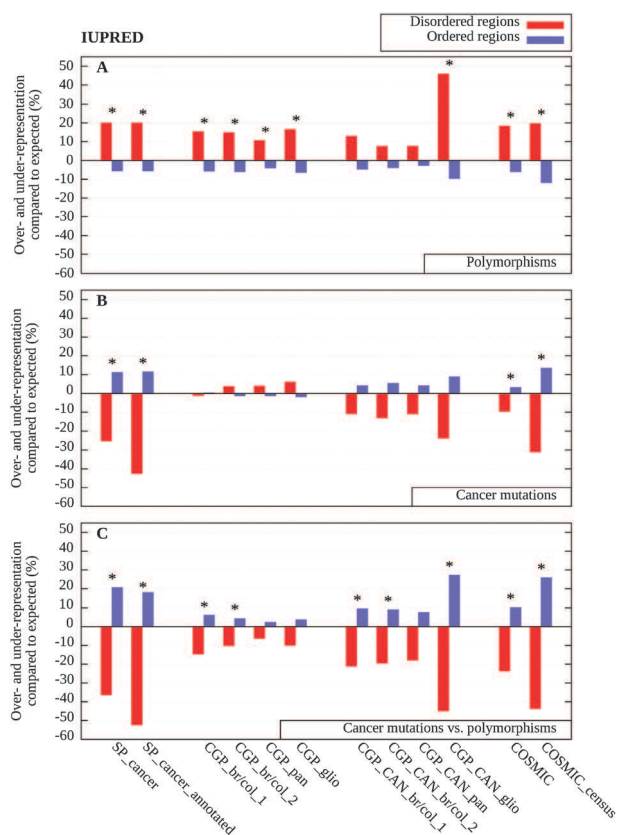 IUPRED
Disordered regions
Ordered regions
Over- and under-representation
compared to expected (%)
A
*
*
*
*
*
*
*
*
*
50
40
30
20
10
0
-10
-20
-30
-40
-50
-60
Polymorphisms
Over- and under-representation
compared to expected (%)
B
*
*
*
*
50
40
30
20
10
0
-10
-20
-30
-40
-50
-60
Cancer mutations
Over- and under-representation
compared to expected (%)
C
*
*
*
*
*
*
*
*
*
50
40
30
20
10
0
-10
-20
-30
-40
-50
-60
Cancer mutations vs. polymorphisms
SP_cancer
SP_cancer_annotated
CGP_br/col_1
CGP_br/col_2
CGP_pan
CGP_glio
CGP_CAN_br/col_1
CGP_CAN_br/col_2
CGP_CAN_pan
CGP_CAN_glio
COSMIC
COSMIC_census